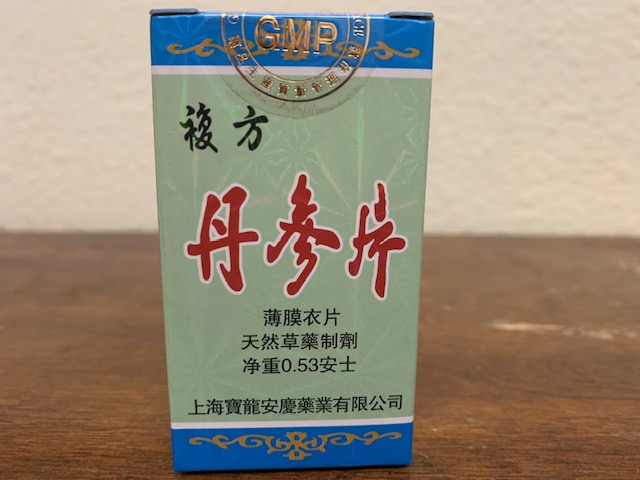 GMP
複方
丹參片
薄膜衣片
天然草藥制劑
净重0.53安士
上海寶龍安慶藥業有限公司